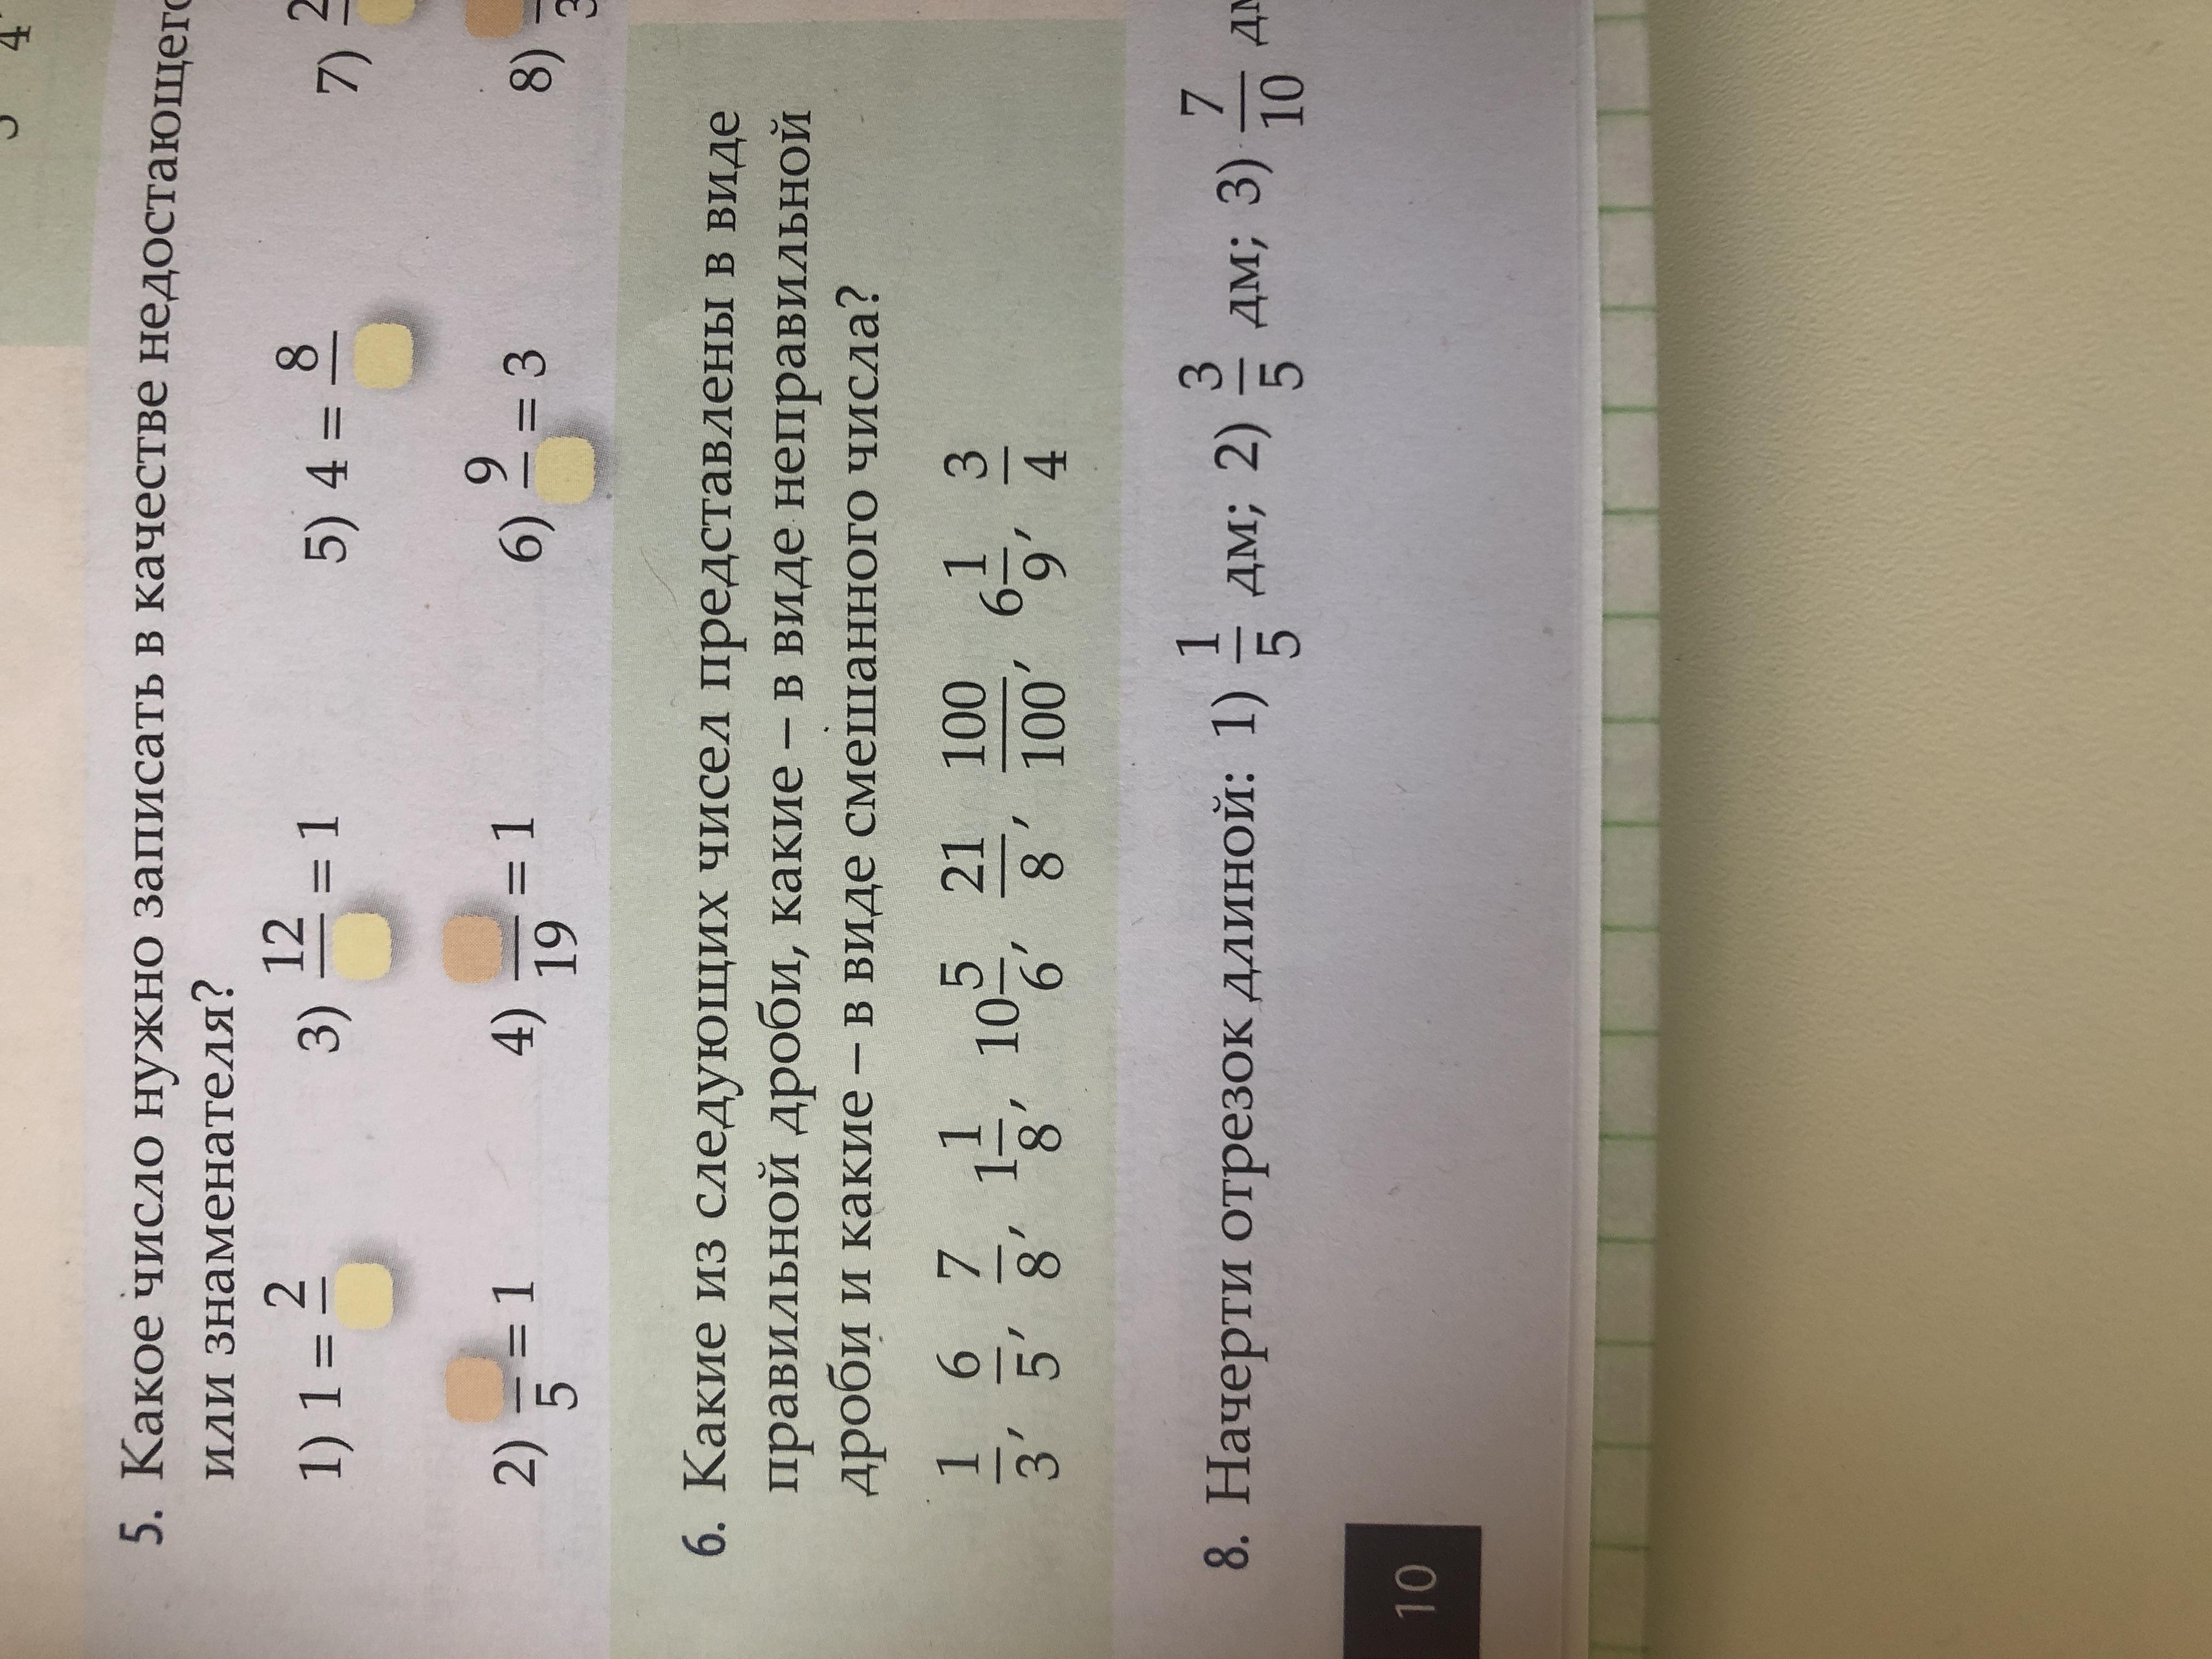 5. Какое число нужно записать в качестве недостающего
или знаменателя?
1) 1 = 2/ 3) 12/ = 1 5) 4 = 8/ 7)
2) /5 = 1 4) /19 = 1 6) 9/ = 3 8)
6. Какие из следующих чисел представлены в виде
правильной дроби, какие – в виде неправильной
дроби и какие – в виде смешанного числа?
1/3, 6/5, 7/8, 1 1/8, 10 5/6, 21/8, 100/100, 6 1/9, 3/4
8. Начерти отрезок длиной: 1) 1/5 дм; 2) 3/5 дм; 3) 7/10 дм
10